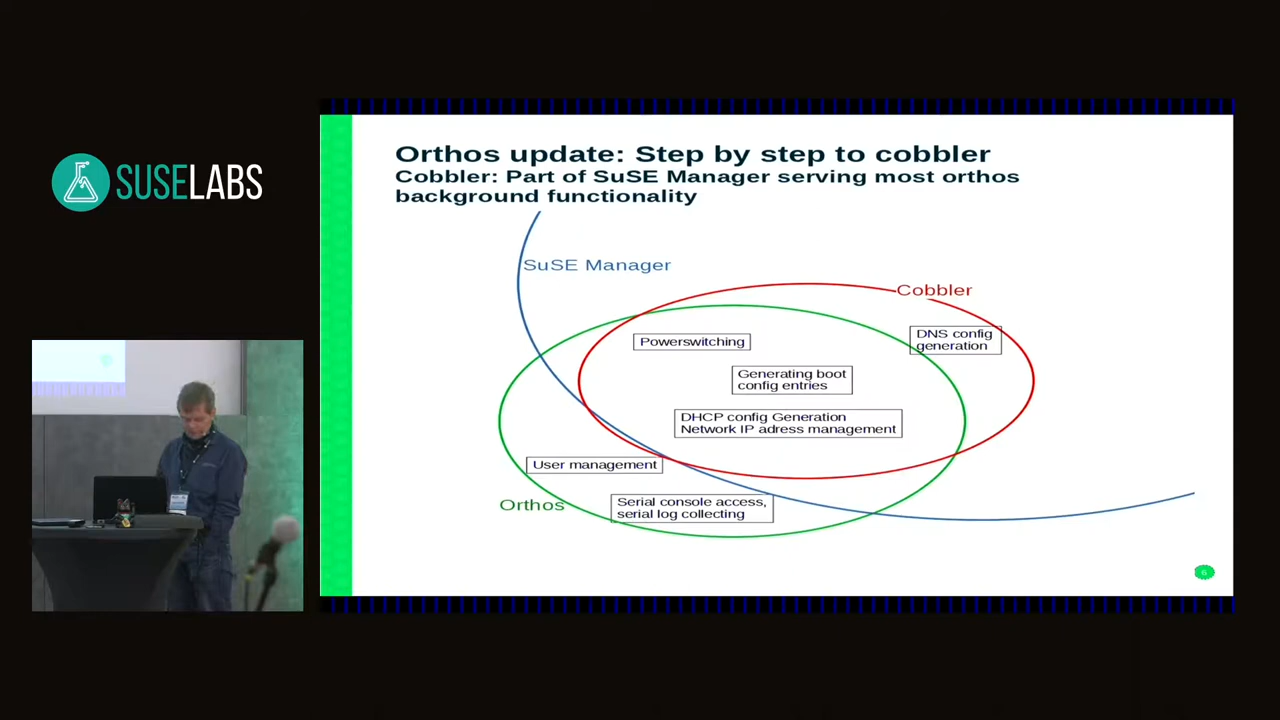 SUSELABS
Orthos update: Step by step to cobbler
Cobbler: Part of SuSE Manager serving most orthos
background functionality
SuSE Manager
Cobbler
DNS config
generation
Powerswitching
Generating boot
config entries
DHCP config Generation
Network IP adress management
User management
Orthos
Serial console access,
serial log collecting
6